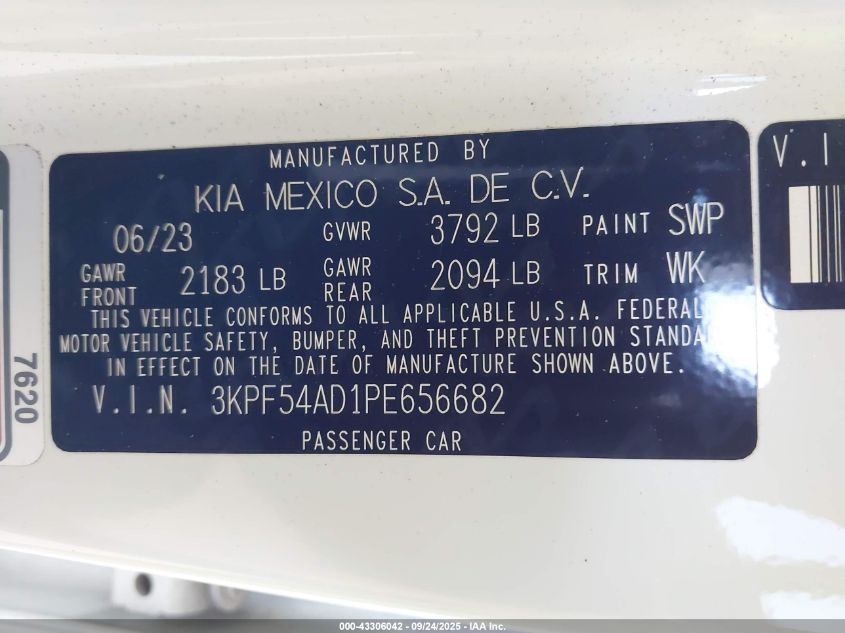 MANUFACTURED BY
KIA MEXICO S.A. DE C.V.
06/23 GVWR 3792 LB PAINT SWP
GAWR FRONT 2183 LB GAWR REAR 2094 LB TRIM WK
THIS VEHICLE CONFORMS TO ALL APPLICABLE U.S.A. FEDERAL
MOTOR VEHICLE SAFETY, BUMPER, AND THEFT PREVENTION STANDA
IN EFFECT ON THE DATE OF MANUFACTURE SHOWN ABOVE.
V.I.N. 3KPF54AD1PE656682
PASSENGER CAR
7620
V.I
000-43306042 - 09/24/2025 - IAA Inc.